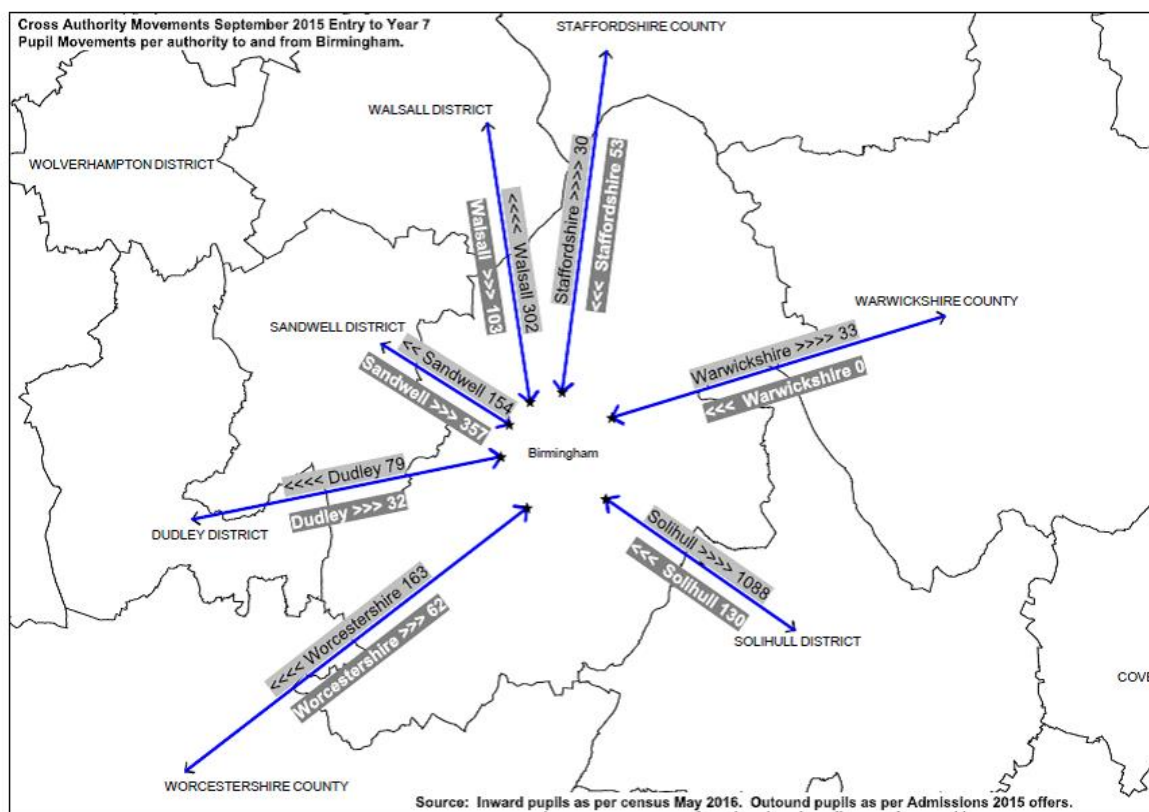 Cross Authority Movements September 2015 Entry to Year 7
Pupil Movements per authority to and from Birmingham.
STAFFORDSHIRE COUNTY
WALSALL DISTRICT
WOLVERHAMPTON DISTRICT
Staffordshire >>>> 30
<<< Staffordshire 53
<<<< Walsall 302
Walsall >>> 103
WARWICKSHIRE COUNTY
SANDWELL DISTRICT
Warwickshire >>>> 33
<<< Warwickshire 0
<< Sandwell 154
Sandwell >>> 357
Birmingham
<<<< Dudley 79
Dudley >>> 32
DUDLEY DISTRICT
Solihull >>>> 1088
<<< Solihull 130
SOLIHULL DISTRICT
<<<< Worcestershire 163
Worcestershire >>> 62
COVE
WORCESTERSHIRE COUNTY
Source: Inward pupils as per census May 2016. Outound pupils as per Admissions 2015 offers.